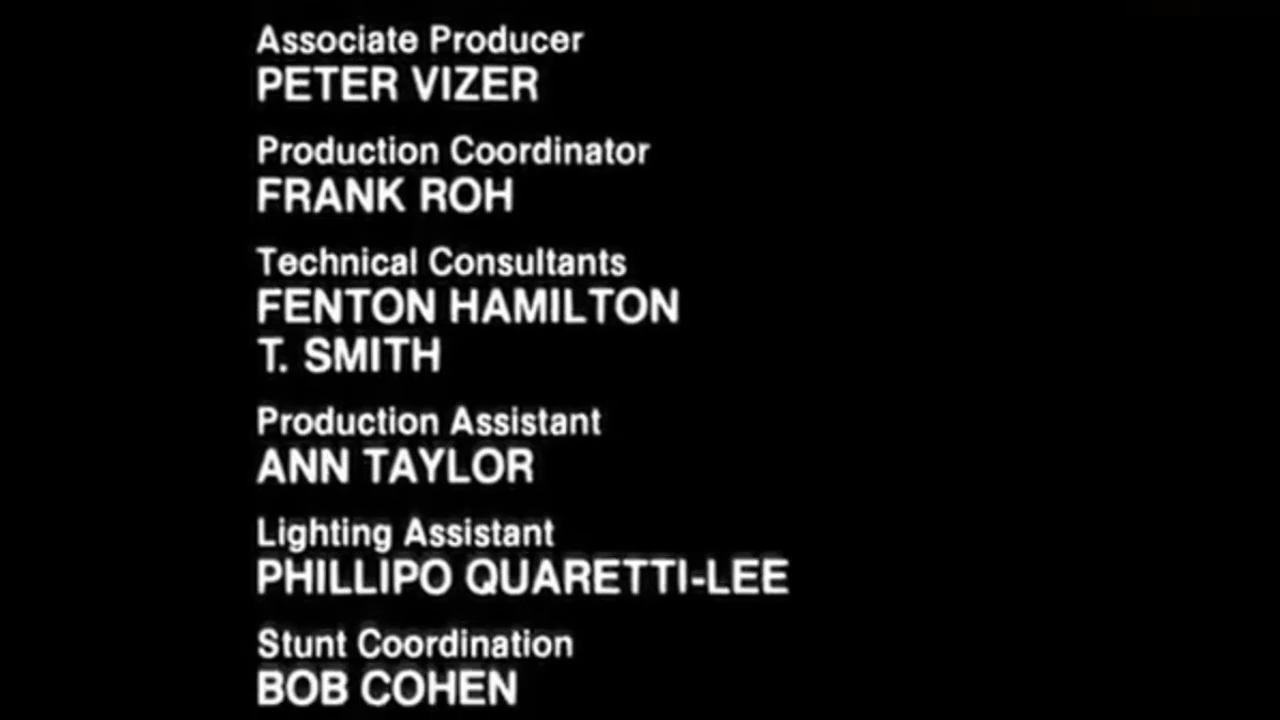 Associate Producer
PETER VIZER
Production Coordinator
FRANK ROH
Technical Consultants
FENTON HAMILTON
T. SMITH
Production Assistant
ANN TAYLOR
Lighting Assistant
PHILLIPO QUARETTI-LEE
Stunt Coordination
BOB COHEN